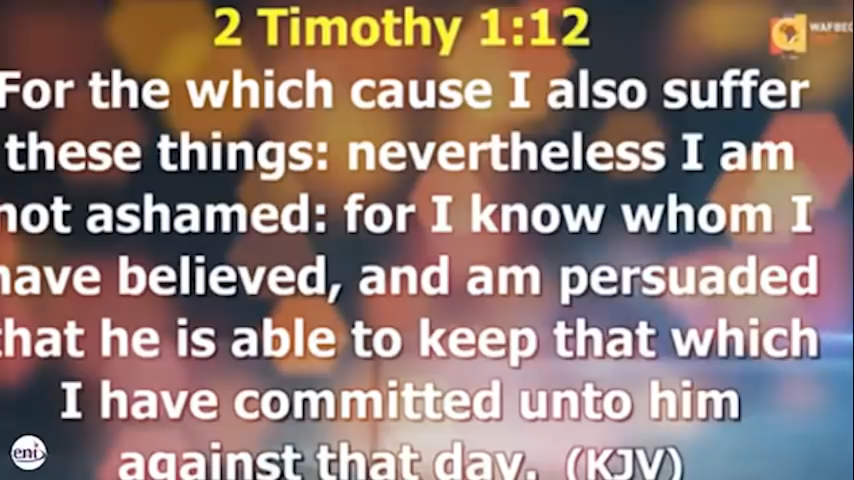 2 Timothy 1:12
WAFBEC
For the which cause I also suffer
these things: nevertheless I am
not ashamed: for I know whom I
have believed, and am persuaded
that he is able to keep that which
I have committed unto him
against that day. (KJV)
eni